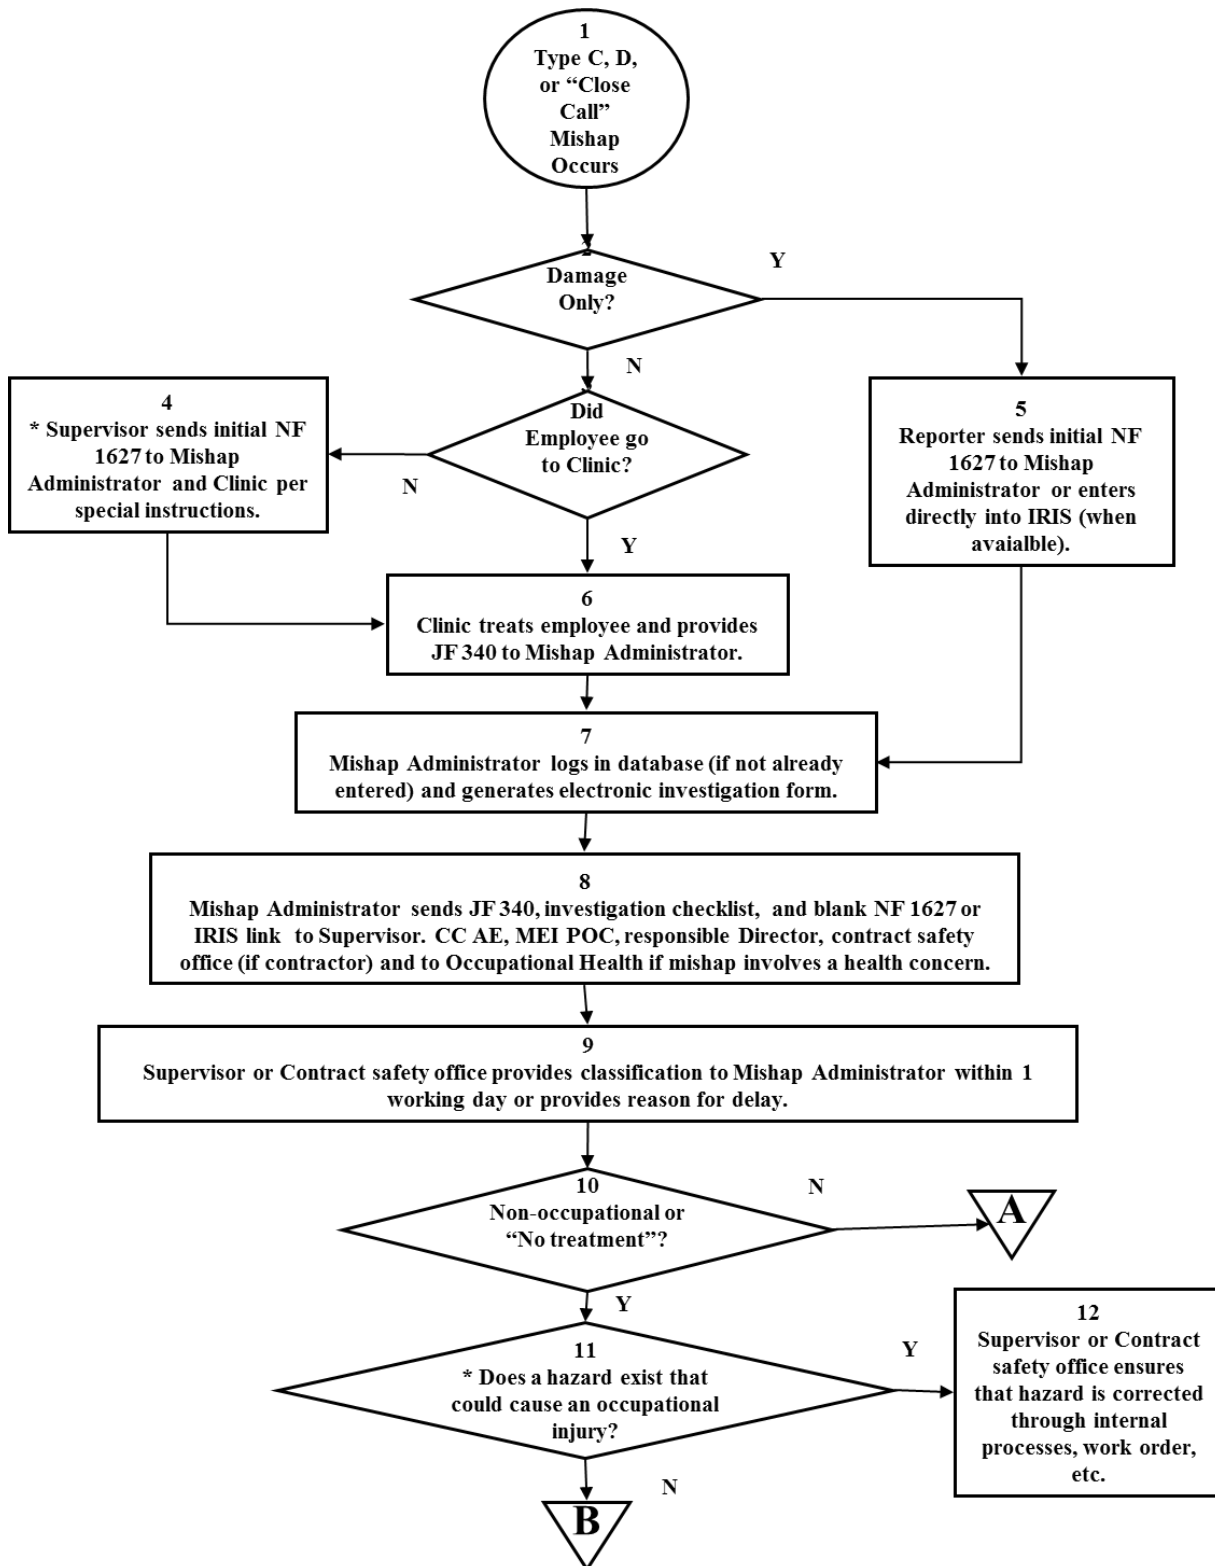 1
Type C, D,
or “Close
Call”
Mishap
Occurs
2
Damage
Only?
Y
N
Did
Employee go
to Clinic?
N
Y
4
* Supervisor sends initial NF
1627 to Mishap
Administrator and Clinic per
special instructions.
5
Reporter sends initial NF
1627 to Mishap
Administrator or enters
directly into IRIS (when
avaialble).
6
Clinic treats employee and provides
JF 340 to Mishap Administrator.
7
Mishap Administrator logs in database (if not already
entered) and generates electronic investigation form.
8
Mishap Administrator sends JF 340, investigation checklist, and blank NF 1627 or
IRIS link to Supervisor. CC AE, MEI POC, responsible Director, contract safety
office (if contractor) and to Occupational Health if mishap involves a health concern.
9
Supervisor or Contract safety office provides classification to Mishap Administrator within 1
working day or provides reason for delay.
10
Non-occupational or
“No treatment”?
N
A
Y
11
* Does a hazard exist that
could cause an occupational
injury?
Y
12
Supervisor or Contract
safety office ensures
that hazard is corrected
through internal
processes, work order,
etc.
N
B